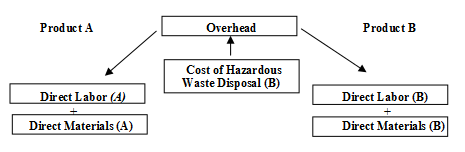 Product A
Overhead
Product B
Cost of Hazardous
Waste Disposal (B)
Direct Labor (A)
+
Direct Materials (A)
Direct Labor (B)
+
Direct Materials (B)